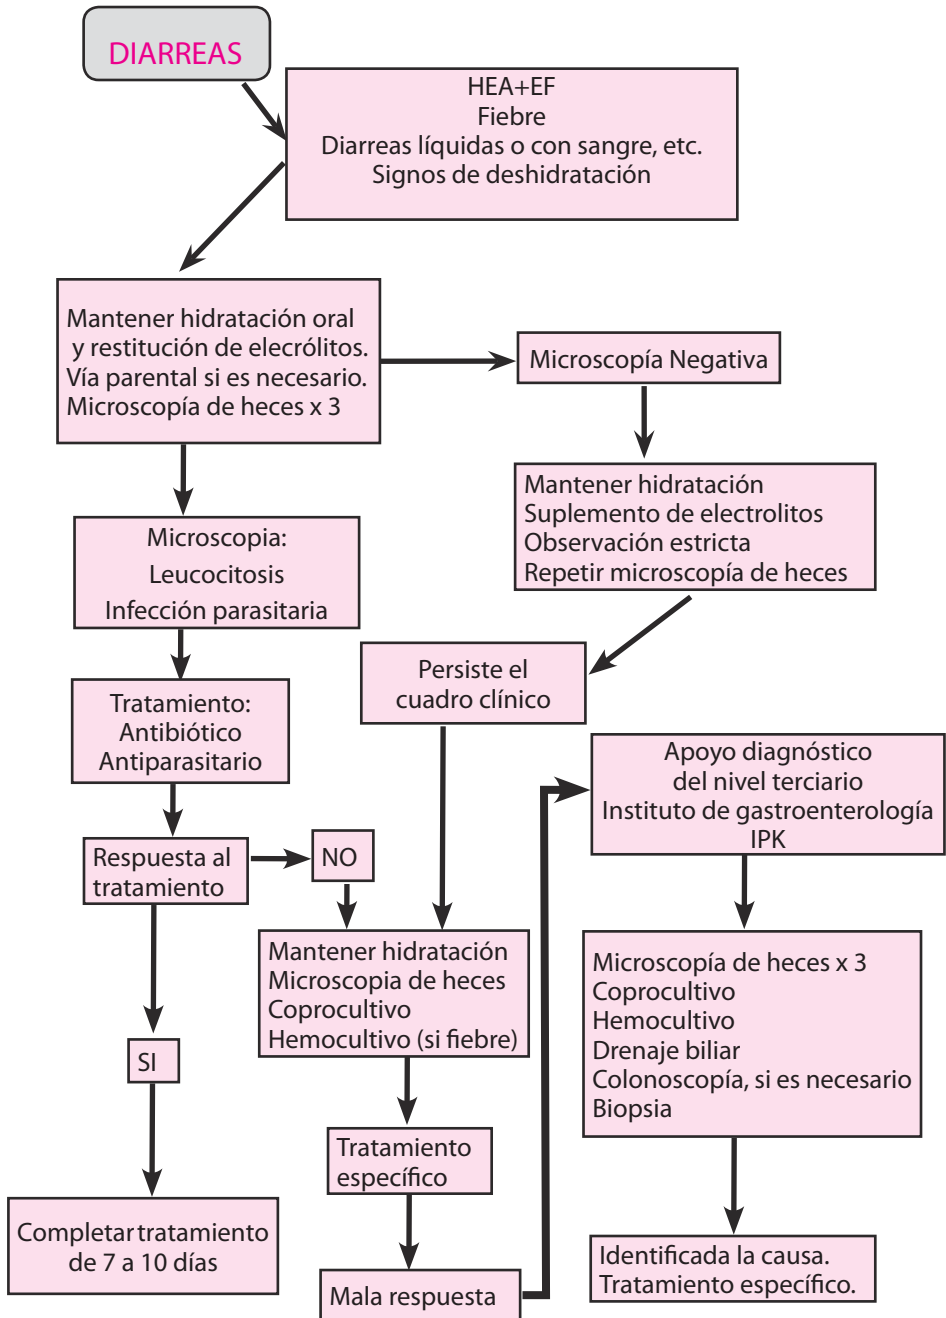 DIARREAS
HEA+EF
Fiebre
Diarreas líquidas o con sangre, etc.
Signos de deshidratación
Mantener hidratación oral
y restitución de elecrólitos.
Vía parental si es necesario.
Microscopía de heces x 3
Microscopía Negativa
Mantener hidratación
Suplemento de electrolitos
Observación estricta
Repetir microscopía de heces
Microscopia:
Leucocitosis
Infección parasitaria
Persiste el
cuadro clínico
Tratamiento:
Antibiótico
Antiparasitario
Apoyo diagnóstico
del nivel terciario
Instituto de gastroenterología
IPK
Respuesta al
tratamiento
NO
Mantener hidratación
Microscopia de heces
Coprocultivo
Hemocultivo (si fiebre)
Microscopía de heces x 3
Coprocultivo
Hemocultivo
Drenaje biliar
Colonoscopía, si es necesario
Biopsia
SI
Tratamiento
específico
Completar tratamiento
de 7 a 10 días
Mala respuesta
Identificada la causa.
Tratamiento específico.